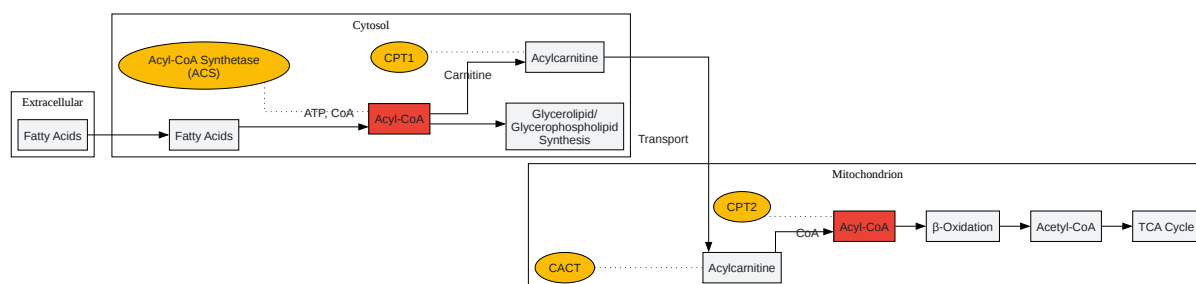 Cytosol
Acyl-CoA Synthetase
(ACS)
CPT1
Acylcarnitine
Carnitine
Extracellular
Fatty Acids
Fatty Acids
ATP, CoA
Acyl-CoA
Glycerolipid/
Glycerophospholipid
Synthesis
Transport
Mitochondrion
CPT2
CoA
Acyl-CoA
β-Oxidation
Acetyl-CoA
TCA Cycle
CACT
Acylcarnitine